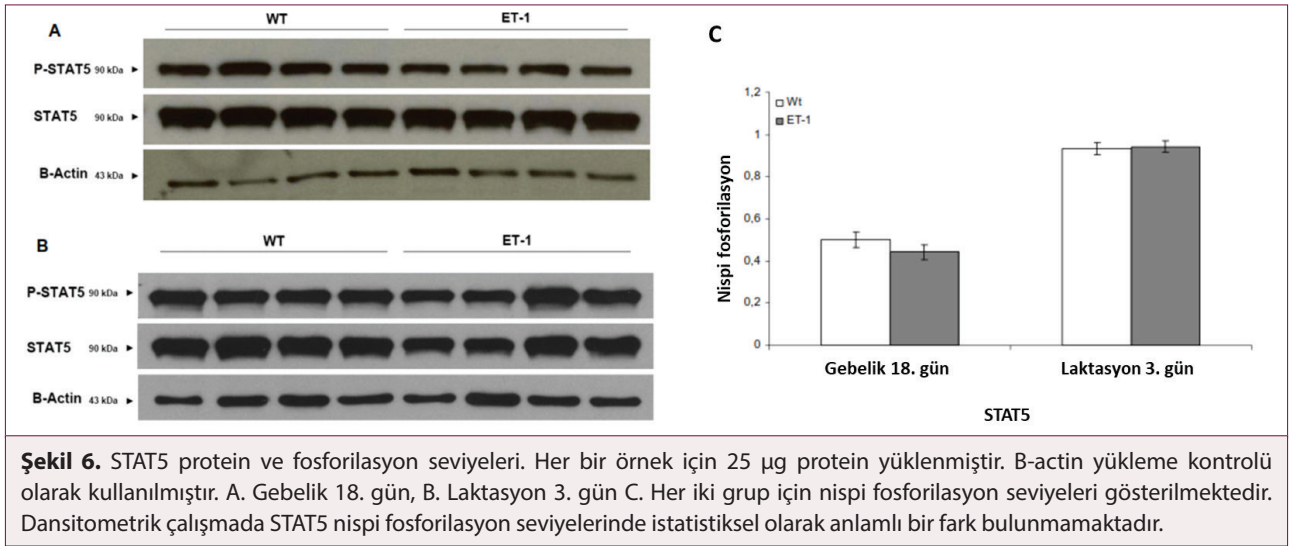 A
WT
ET-1
P-STAT5 90 kDa ►
STAT5 90 kDa ►
B-Actin 43 kDa ►
B
WT
ET-1
P-STAT5 90 kDa ►
STAT5 90 kDa ►
B-Actin 43 kDa ►
C
Nispi fosforilasyon
1,2
1
0,8
0,6
0,4
0,2
0
Wt
ET-1
Gebelik 18. gün
Laktasyon 3. gün
STAT5
Şekil 6. STAT5 protein ve fosforilasyon seviyeleri. Her bir örnek için 25 µg protein yüklenmiştir. B-actin yükleme kontrolü
olarak kullanılmıştır. A. Gebelik 18. gün, B. Laktasyon 3. gün C. Her iki grup için nispi fosforilasyon seviyeleri gösterilmektedir.
Dansitometrik çalışmada STAT5 nispi fosforilasyon seviyelerinde istatistiksel olarak anlamlı bir fark bulunmamaktadır.